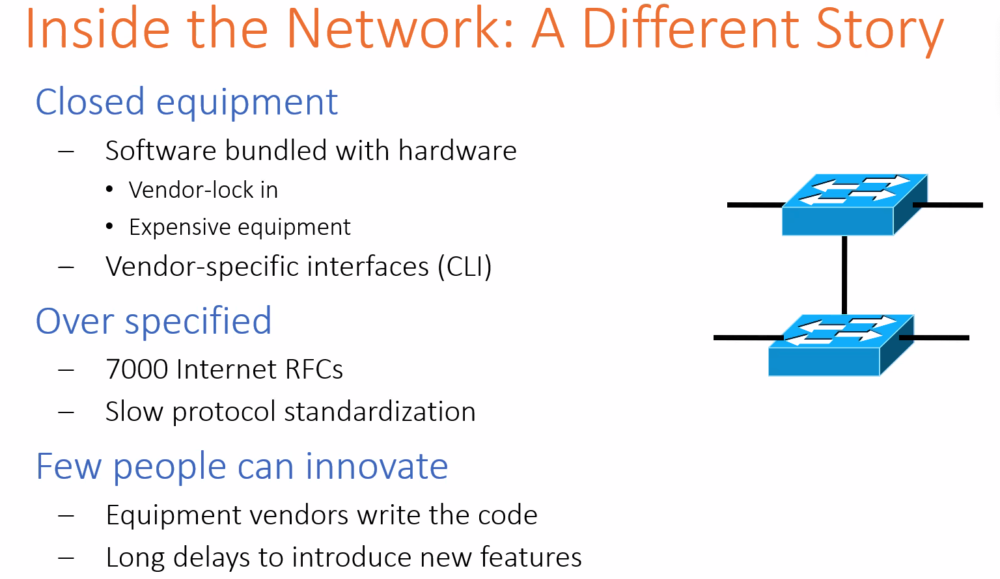 Inside the Network: A Different Story
Closed equipment
– Software bundled with hardware
• Vendor-lock in
• Expensive equipment
– Vendor-specific interfaces (CLI)
Over specified
– 7000 Internet RFCs
– Slow protocol standardization
Few people can innovate
– Equipment vendors write the code
– Long delays to introduce new features